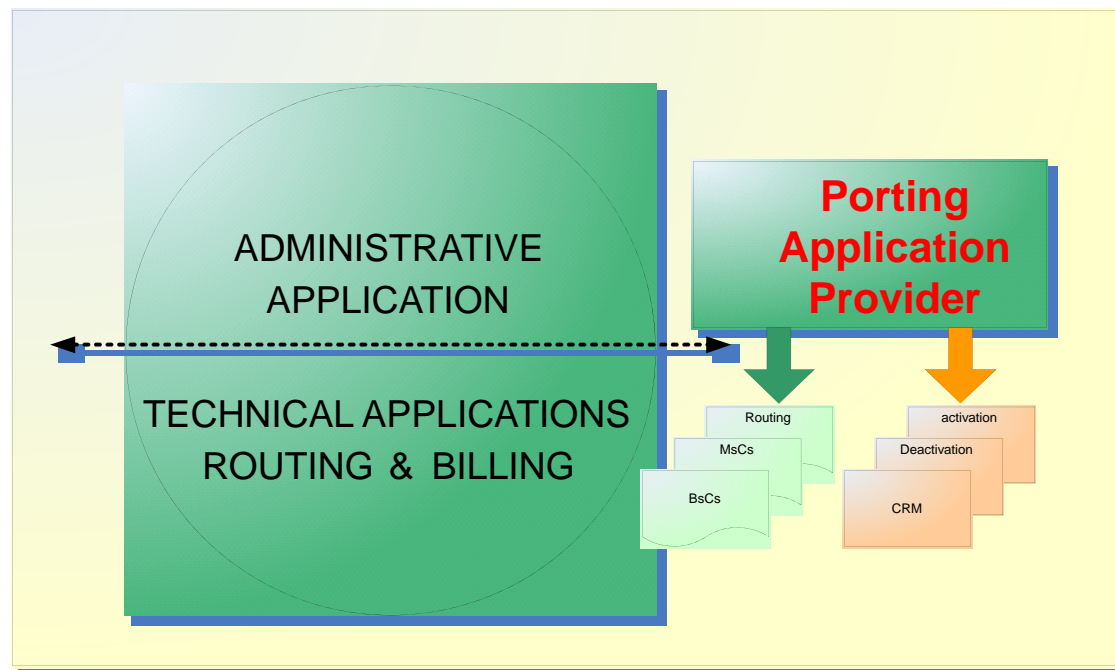 ADMINISTRATIVE
APPLICATION
TECHNICAL APPLICATIONS
ROUTING & BILLING
Porting
Application
Provider
Routing
MsCs
BsCs
activation
Deactivation
CRM